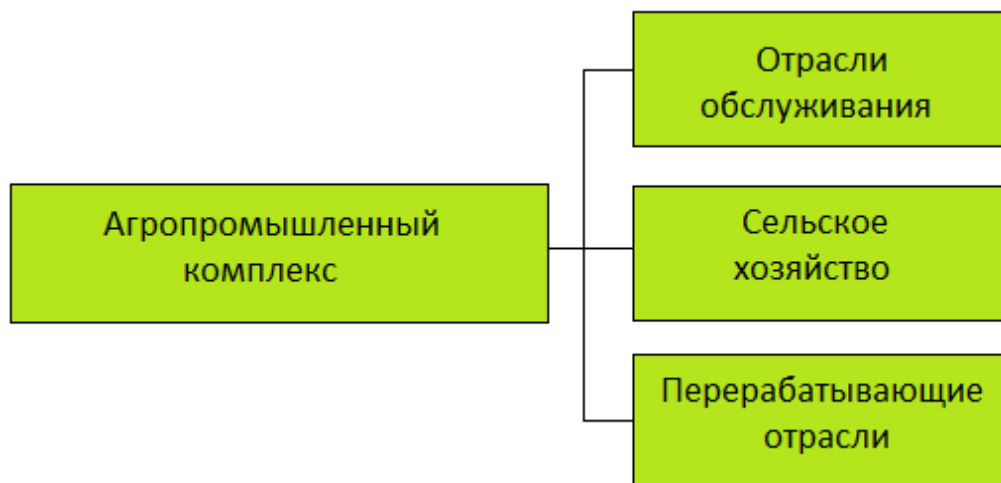 Агропромышленный
комплекс
Отрасли
обслуживания
Сельское
хозяйство
Перерабатывающие
отрасли